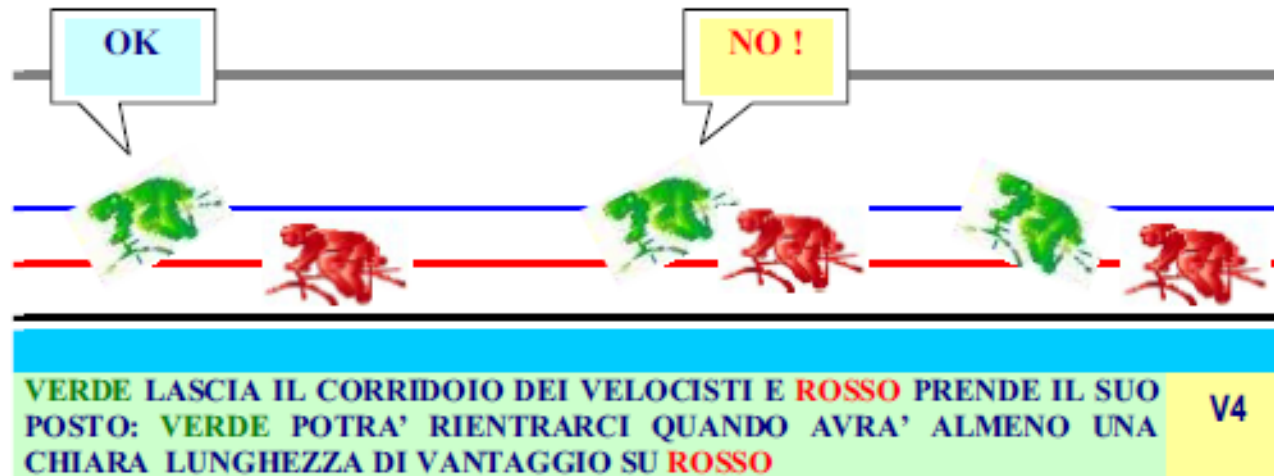 OK
NO !
VERDE LASCIA IL CORRIDOIO DEI VELOCISTI E ROSSO PRENDE IL SUO
POSTO: VERDE POTRA' RIENTRARCI QUANDO AVRA' ALMENO UNA
CHIARA LUNGHEZZA DI VANTAGGIO SU ROSSO
V4